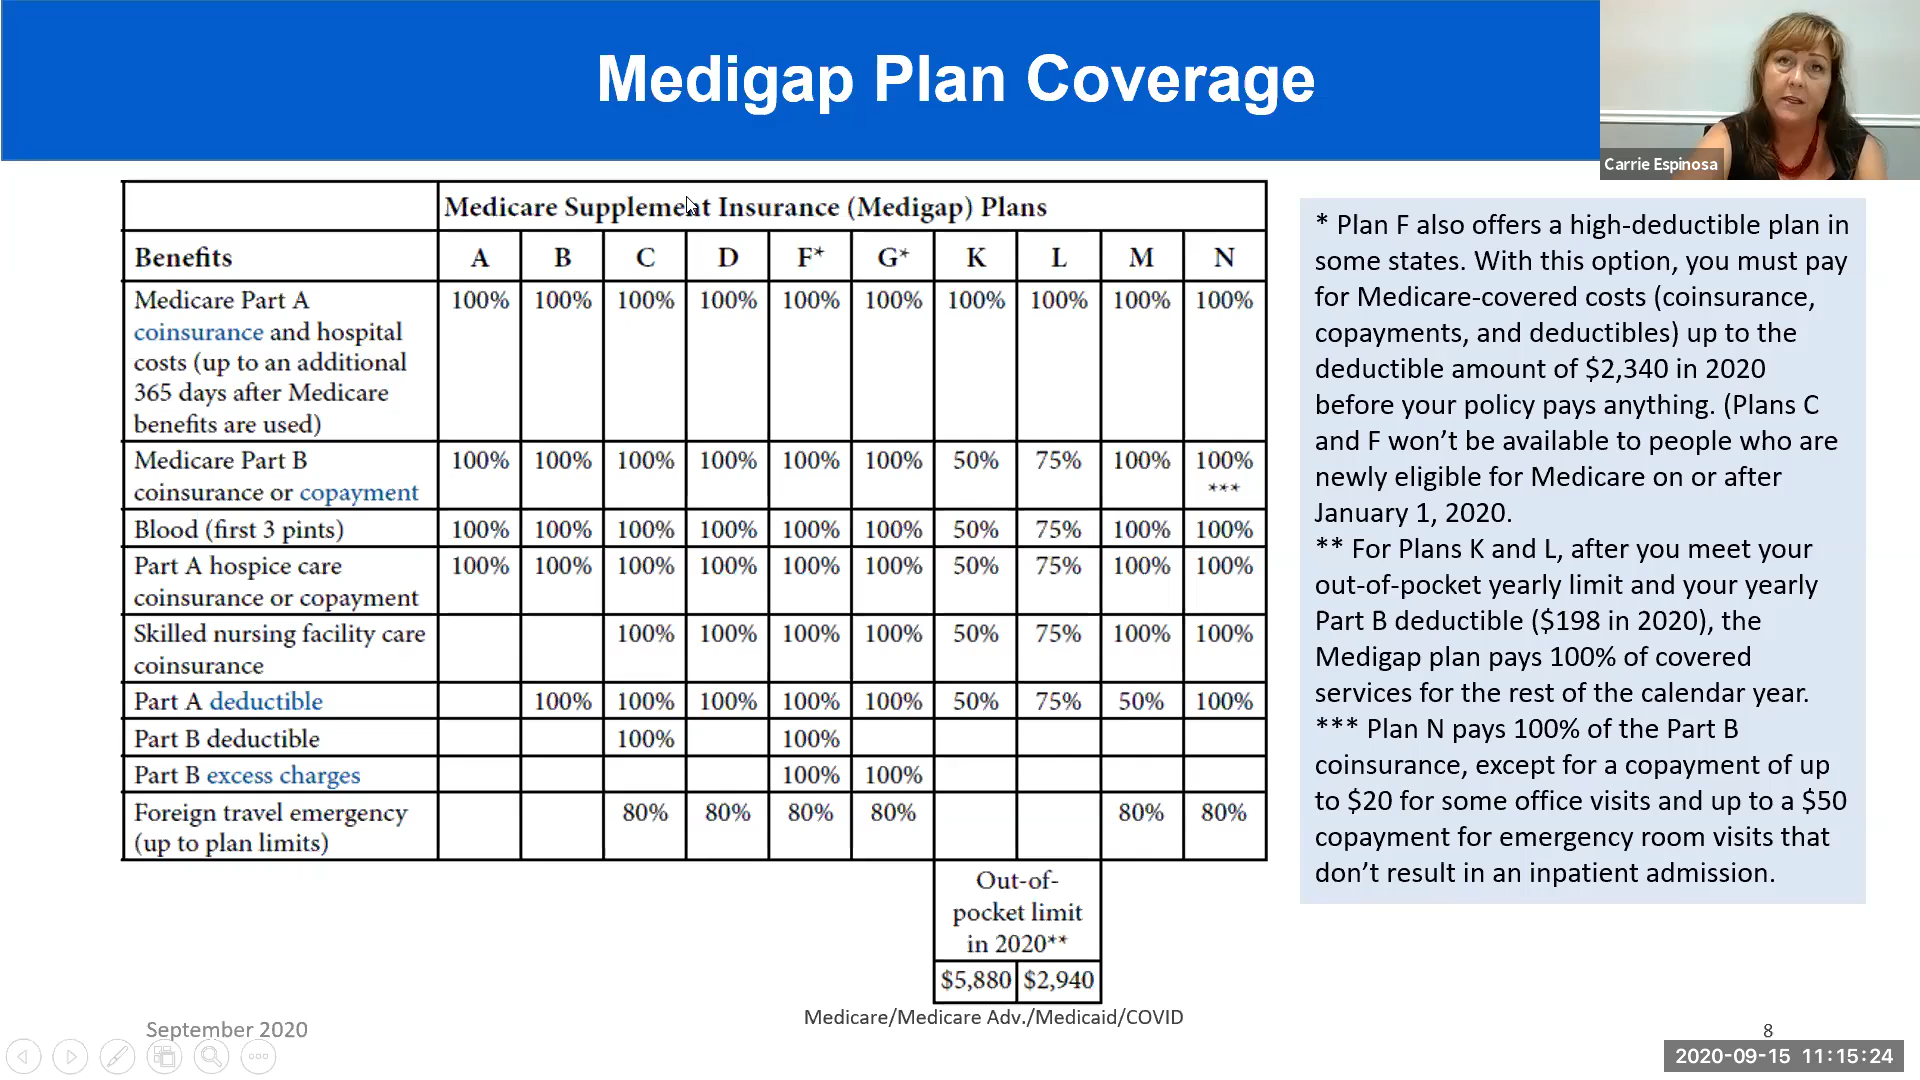 Medigap Plan Coverage
Carrie Espinosa
Medicare Supplement Insurance (Medigap) Plans
Benefits A B C D F* G* K L M N
Medicare Part A 100% 100% 100% 100% 100% 100% 100% 100% 100% 100%
coinsurance and hospital
costs (up to an additional
365 days after Medicare
benefits are used)
Medicare Part B 100% 100% 100% 100% 100% 100% 50% 75% 100% 100%
coinsurance or copayment ***
Blood (first 3 pints) 100% 100% 100% 100% 100% 100% 50% 75% 100% 100%
Part A hospice care 100% 100% 100% 100% 100% 100% 50% 75% 100% 100%
coinsurance or copayment
Skilled nursing facility care 100% 100% 100% 100% 50% 75% 100% 100%
coinsurance
Part A deductible 100% 100% 100% 100% 100% 50% 75% 50% 100%
Part B deductible 100% 100%
Part B excess charges 100% 100%
Foreign travel emergency 80% 80% 80% 80% 80% 80%
(up to plan limits)
Out-of-
pocket limit
in 2020**
$5,880 $2,940
* Plan F also offers a high-deductible plan in
some states. With this option, you must pay
for Medicare-covered costs (coinsurance,
copayments, and deductibles) up to the
deductible amount of $2,340 in 2020
before your policy pays anything. (Plans C
and F won’t be available to people who are
newly eligible for Medicare on or after
January 1, 2020.
** For Plans K and L, after you meet your
out-of-pocket yearly limit and your yearly
Part B deductible ($198 in 2020), the
Medigap plan pays 100% of covered
services for the rest of the calendar year.
*** Plan N pays 100% of the Part B
coinsurance, except for a copayment of up
to $20 for some office visits and up to a $50
copayment for emergency room visits that
don’t result in an inpatient admission.
September 2020
Medicare/Medicare Adv./Medicaid/COVID
8
2020-09-15 11:15:24